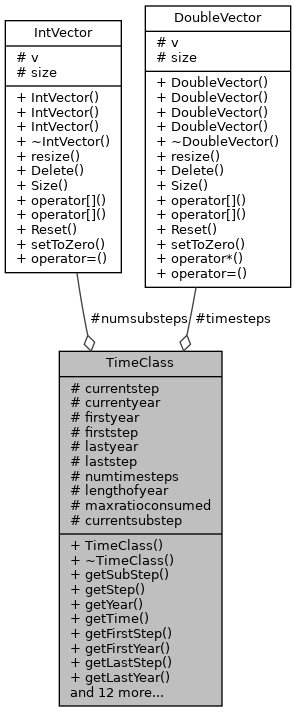 IntVector
# v
# size
+ IntVector()
+ IntVector()
+ IntVector()
+ ~IntVector()
+ resize()
+ Delete()
+ Size()
+ operator[]()
+ operator[]()
+ Reset()
+ setToZero()
+ operator=()
DoubleVector
# v
# size
+ DoubleVector()
+ DoubleVector()
+ DoubleVector()
+ DoubleVector()
+ ~DoubleVector()
+ resize()
+ Delete()
+ Size()
+ operator[]()
+ operator[]()
+ Reset()
+ setToZero()
+ operator*()
+ operator=()
#numsubsteps
#timesteps
TimeClass
# currentstep
# currentyear
# firstyear
# firststep
# lastyear
# laststep
# numtimesteps
# lengthofyear
# maxratioconsumed
# currentsubstep
+ TimeClass()
+ ~TimeClass()
+ getSubStep()
+ getStep()
+ getYear()
+ getTime()
+ getFirstStep()
+ getFirstYear()
+ getLastStep()
+ getLastYear()
and 12 more...